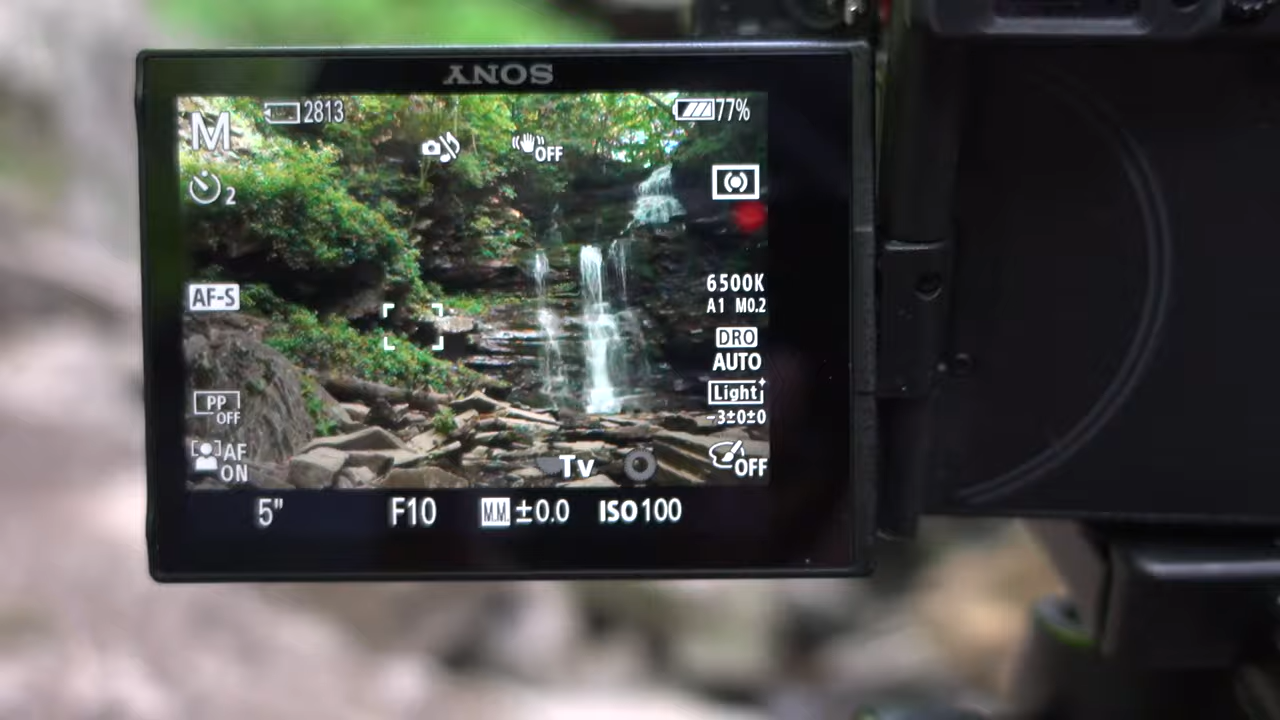 SONY
2813
77%
M
OFF
2
6500K
A1 M0.2
AF-S
DRO
AUTO
Light
-3±0±0
PP
OFF
AF
ON
Tv
OFF
5" F10 M.M. ±0.0 ISO100